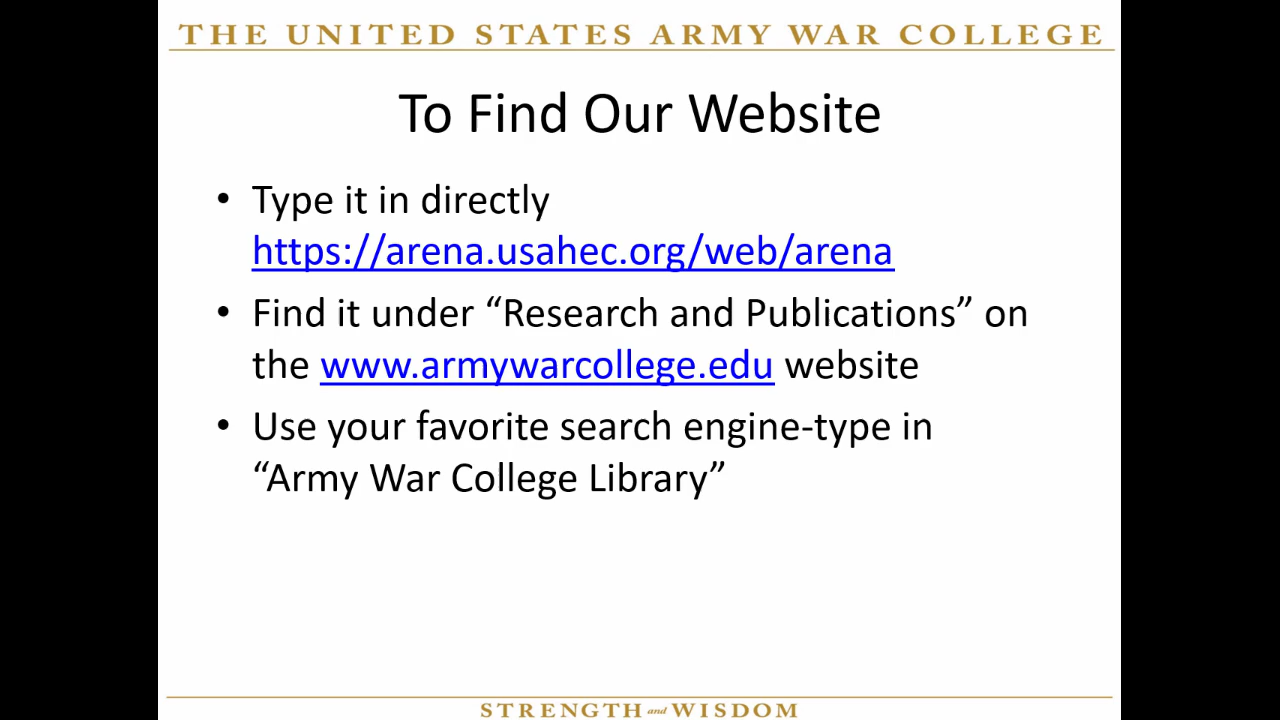 THE UNITED STATES ARMY WAR COLLEGE
To Find Our Website
• Type it in directly
https://arena.usahec.org/web/arena
• Find it under “Research and Publications” on
the www.armywarcollege.edu website
• Use your favorite search engine-type in
“Army War College Library”
STRENGTH and WISDOM